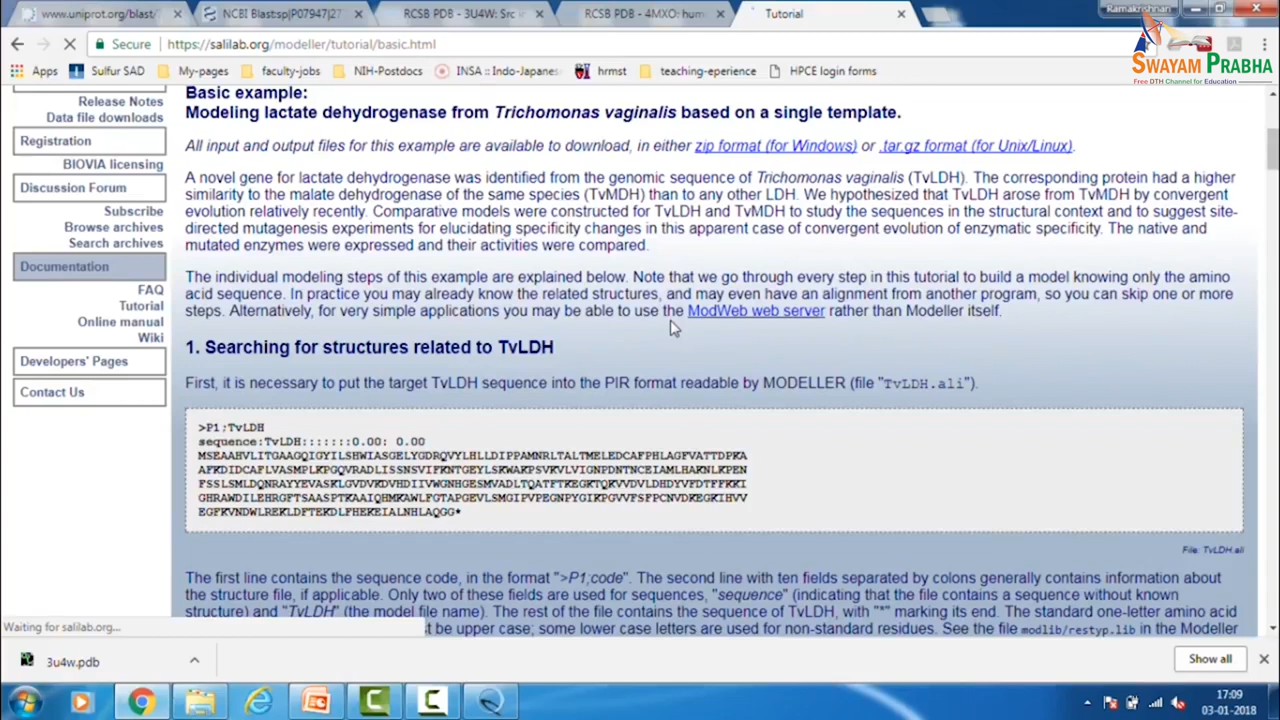 www.uniprot.org/blast/
NCBI Blast:sp|P07947|27
RCSB PDB - 3U4W: Src in
RCSB PDB - 4MXO: hum
Tutorial
Ramakrishnan
Secure
https://salilab.org/modeller/tutorial/basic.html
Apps
Sulfur SAD
My-pages
faculty-jobs
NIH-Postdocs
INSA :: Indo-Japanes
hrmst
teaching-eperience
HPCE login forms
SWAYAM PRABHA
Free DTH Channel for Education
Release Notes
Data file downloads
Registration
BIOVIA licensing
Discussion Forum
Subscribe
Browse archives
Search archives
Documentation
FAQ
Tutorial
Online manual
Wiki
Developers' Pages
Contact Us
Basic example:
Modeling lactate dehydrogenase from Trichomonas vaginalis based on a single template.
All input and output files for this example are available to download, in either zip format (for Windows) or .tar.gz format (for Unix/Linux).
A novel gene for lactate dehydrogenase was identified from the genomic sequence of Trichomonas vaginalis (TvLDH). The corresponding protein had a higher
similarity to the malate dehydrogenase of the same species (TvMDH) than to any other LDH. We hypothesized that TvLDH arose from TvMDH by convergent
evolution relatively recently. Comparative models were constructed for TvLDH and TvMDH to study the sequences in the structural context and to suggest site-
directed mutagenesis experiments for elucidating specificity changes in this apparent case of convergent evolution of enzymatic specificity. The native and
mutated enzymes were expressed and their activities were compared.
The individual modeling steps of this example are explained below. Note that we go through every step in this tutorial to build a model knowing only the amino
acid sequence. In practice you may already know the related structures, and may even have an alignment from another program, so you can skip one or more
steps. Alternatively, for very simple applications you may be able to use the ModWeb web server rather than Modeller itself.
1. Searching for structures related to TvLDH
First, it is necessary to put the target TvLDH sequence into the PIR format readable by MODELLER (file "TvLDH.ali").
>P1;TvLDH
sequence:TvLDH:::::::0.00: 0.00
MSEAAHVLITGAAGQIGYILSHWIASGELYGDRQVYLHLLDIPPAMNRLTALTMELEDCAFPHLAGFVATTDPKA
AFKDIDCAFLVASMPLKPGQVRADLISSNSVIFKNTGEYLSKWAKPSVKVLVIGNPDNTNCEIAMLHAKNLKPEN
FSSLSMLDQNRAYYEVASKLGVDVKDVHDIIVWGNHGESMVADLTQATFTKEGKTQKVVDVLDHDYVFDTFFKKI
GHRAWDILEHRGFTSAASPTKAAIQHMKAWLFGTAPGEVLSMGIPVPEGNPYGIKPGVVFSFPCNVDKEGKIHVV
EGFKVNDWLREKLDFTEKDLFHEKEIALNHLAQGG*
File: TvLDH.ali
The first line contains the sequence code, in the format ">P1;code". The second line with ten fields separated by colons generally contains information about
the structure file, if applicable. Only two of these fields are used for sequences, "sequence" (indicating that the file contains a sequence without known
structure) and "TvLDH" (the model file name). The rest of the file contains the sequence of TvLDH, with "*" marking its end. The standard one-letter amino acid
t be upper case; some lower case letters are used for non-standard residues. See the file modlib/restyp.lib in the Modeller
Waiting for salilab.org...
3u4w.pdb
Show all
17:09
03-01-2018